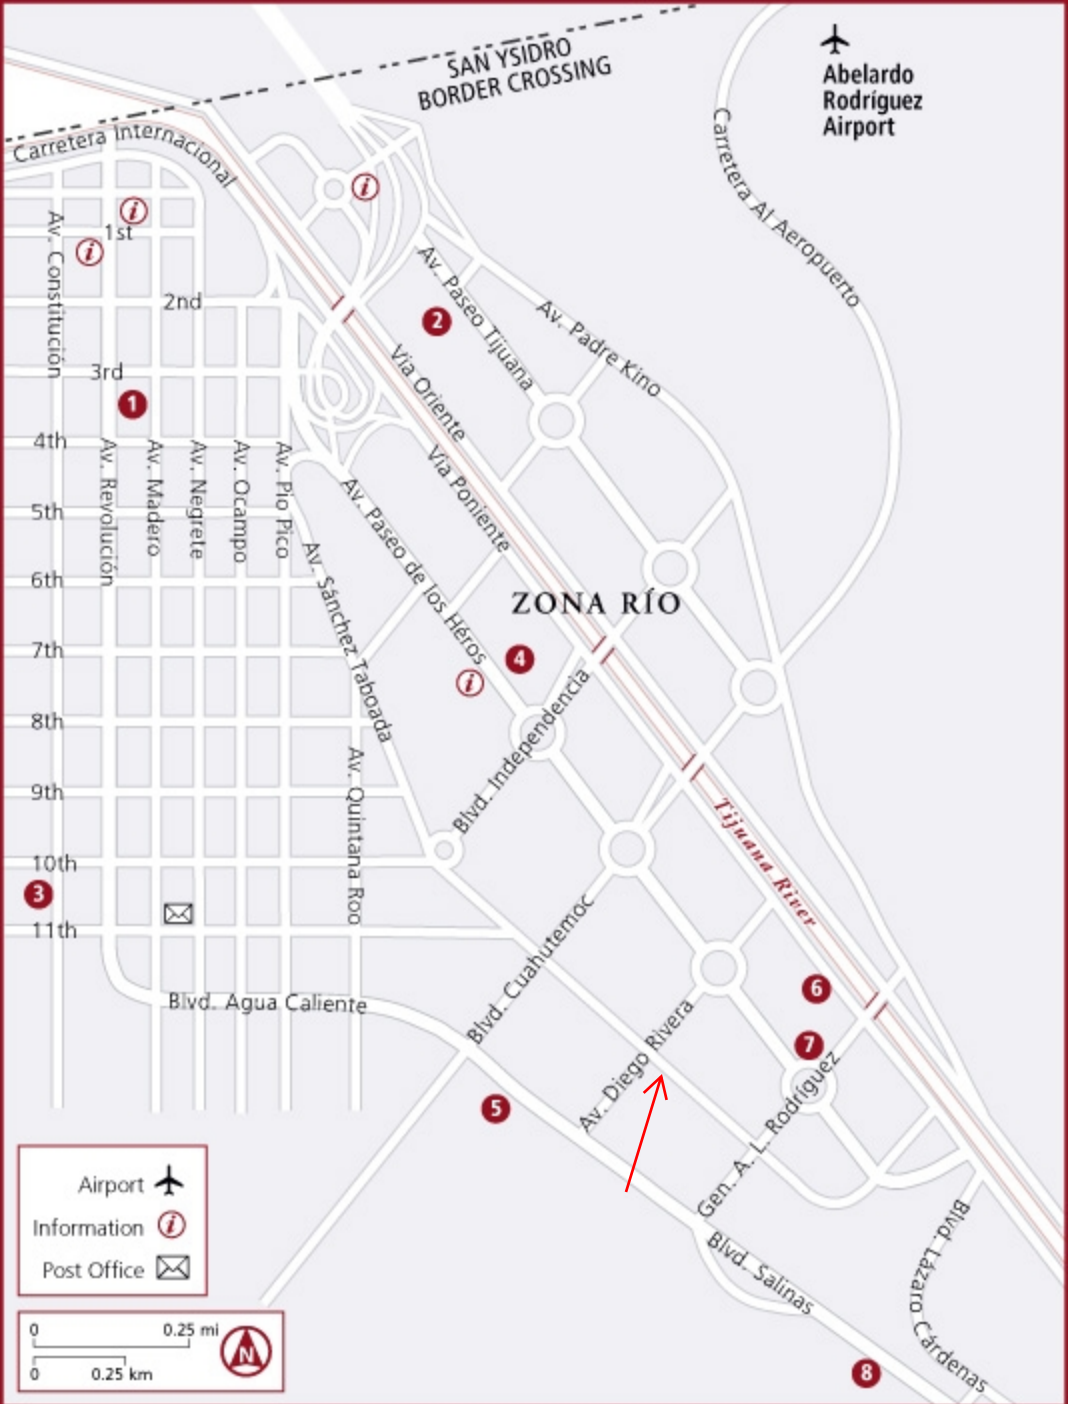 SAN YSIDRO
BORDER CROSSING
Abelardo
Rodríguez
Airport
Carretera Internacional
Carretera Al Aeropuerto
i
i
1st
i
Av. Constitución
2nd
Av. Paseo Tijuana
2
Av. Padre Kino
3rd
Vía Oriente
1
4th
Av. Revolución
Av. Madero
Av. Negrete
Av. Ocampo
Av. Pio Pico
Vía Poniente
Av. Paseo de los Héros
5th
Av. Sánchez Taboada
6th
ZONA RÍO
7th
4
i
Blvd. Independencia
8th
Av. Quintana Roo
9th
Tijuana River
10th
3
11th
Blvd. Cuahutemoc
6
Blvd. Agua Caliente
Av. Diego Rivera
7
Gen. A. L. Rodríguez
5
Blvd. Salinas
Blvd. Lázaro Cárdenas
8
Airport
Information i
Post Office
0 0.25 mi
0 0.25 km
N